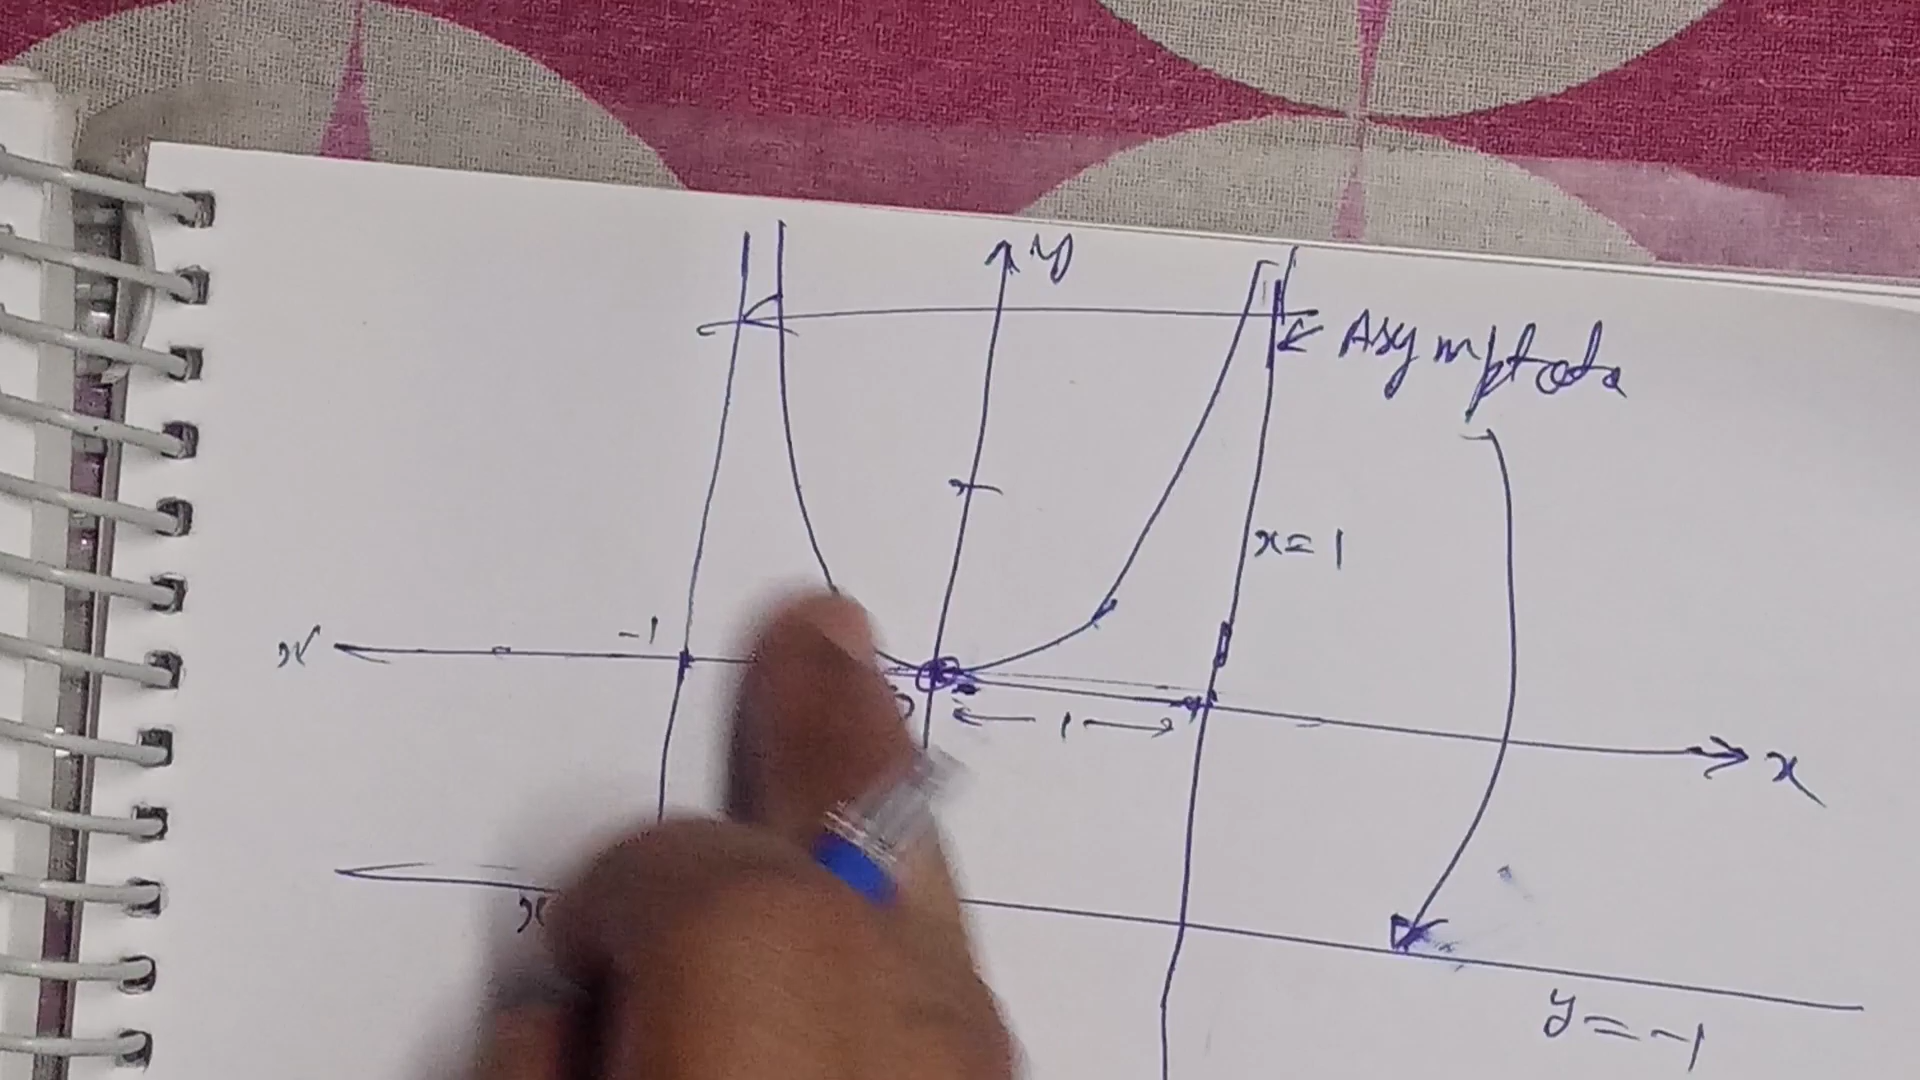 y
Asymptote
x = 1
-1
x
1
x
x
y = -1